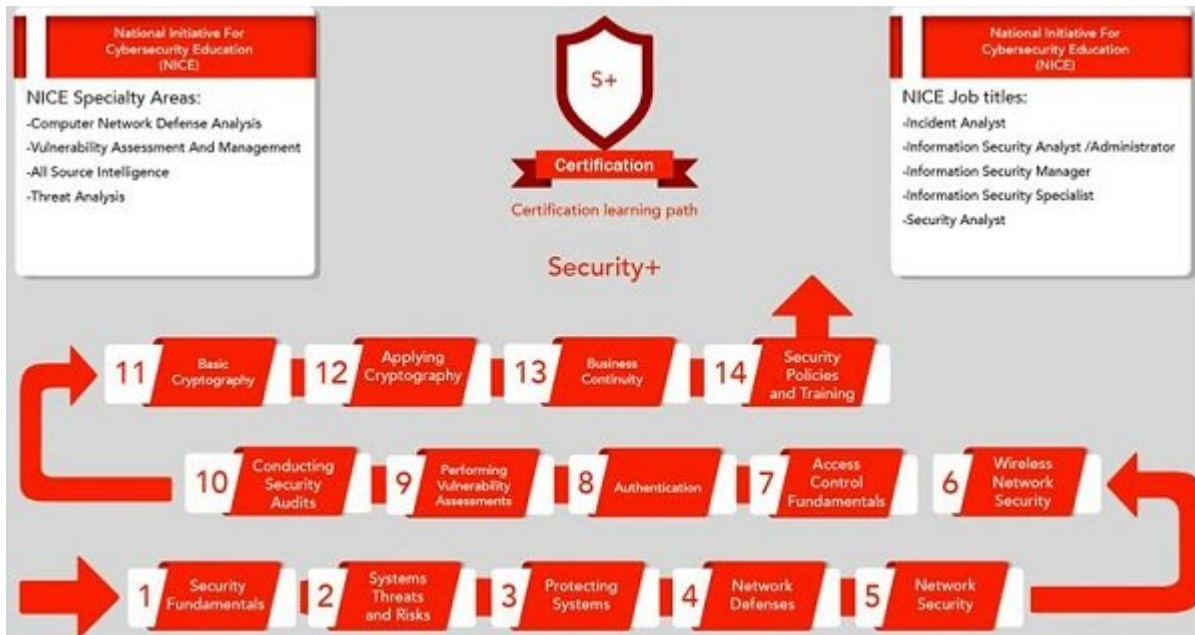 National Initiative For
Cybersecurity Education
(NICE)
NICE Specialty Areas:
-Computer Network Defense Analysis
-Vulnerability Assessment And Management
-All Source Intelligence
-Threat Analysis
S+
Certification
Certification learning path
Security+
National Initiative For
Cybersecurity Education
(NICE)
NICE Job titles:
-Incident Analyst
-Information Security Analyst /Administrator
-Information Security Manager
-Information Security Specialist
-Security Analyst
11
Basic
Cryptography
12
Applying
Cryptography
13
Business
Continuity
14
Security
Policies
and Training
10
Conducting
Security
Audits
9
Performing
Vulnerability
Assessments
8
Authentication
7
Access
Control
Fundamentals
6
Wireless
Network
Security
1
Security
Fundamentals
2
Systems
Threats
and Risks
3
Protecting
Systems
4
Network
Defenses
5
Network
Security